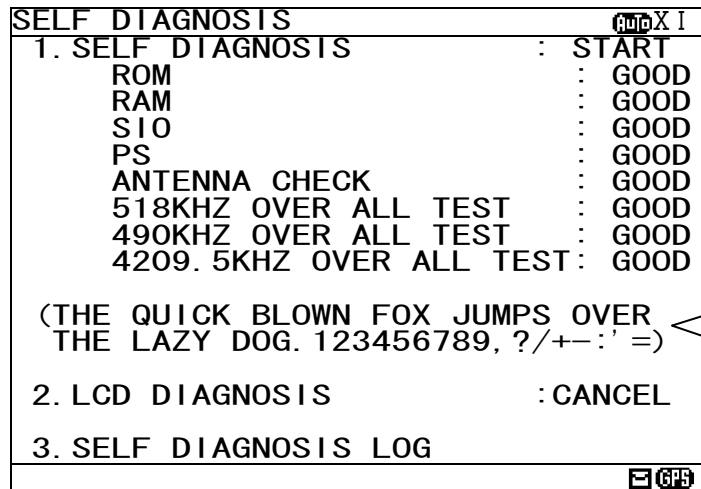 SELF DIAGNOSIS AUTO X I
1. SELF DIAGNOSIS : START
ROM : GOOD
RAM : GOOD
SIO : GOOD
PS : GOOD
ANTENNA CHECK : GOOD
518KHZ OVER ALL TEST : GOOD
490KHZ OVER ALL TEST : GOOD
4209.5KHZ OVER ALL TEST: GOOD
(THE QUICK BLOWN FOX JUMPS OVER
THE LAZY DOG. 123456789, ?/+−:' =)
2. LCD DIAGNOSIS :CANCEL
3. SELF DIAGNOSIS LOG
GPS